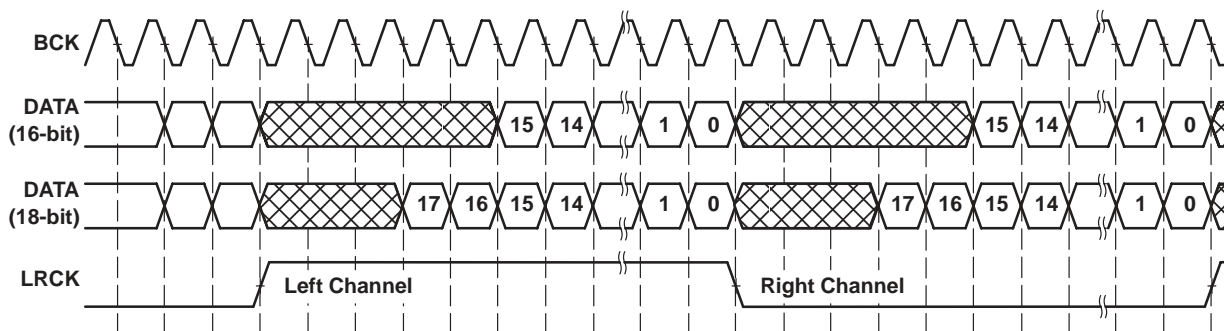 BCK
DATA
(16-bit)
15 14 1 0 15 14 1 0
DATA
(18-bit)
17 16 15 14 1 0 17 16 15 14 1 0
LRCK
Left Channel Right Channel